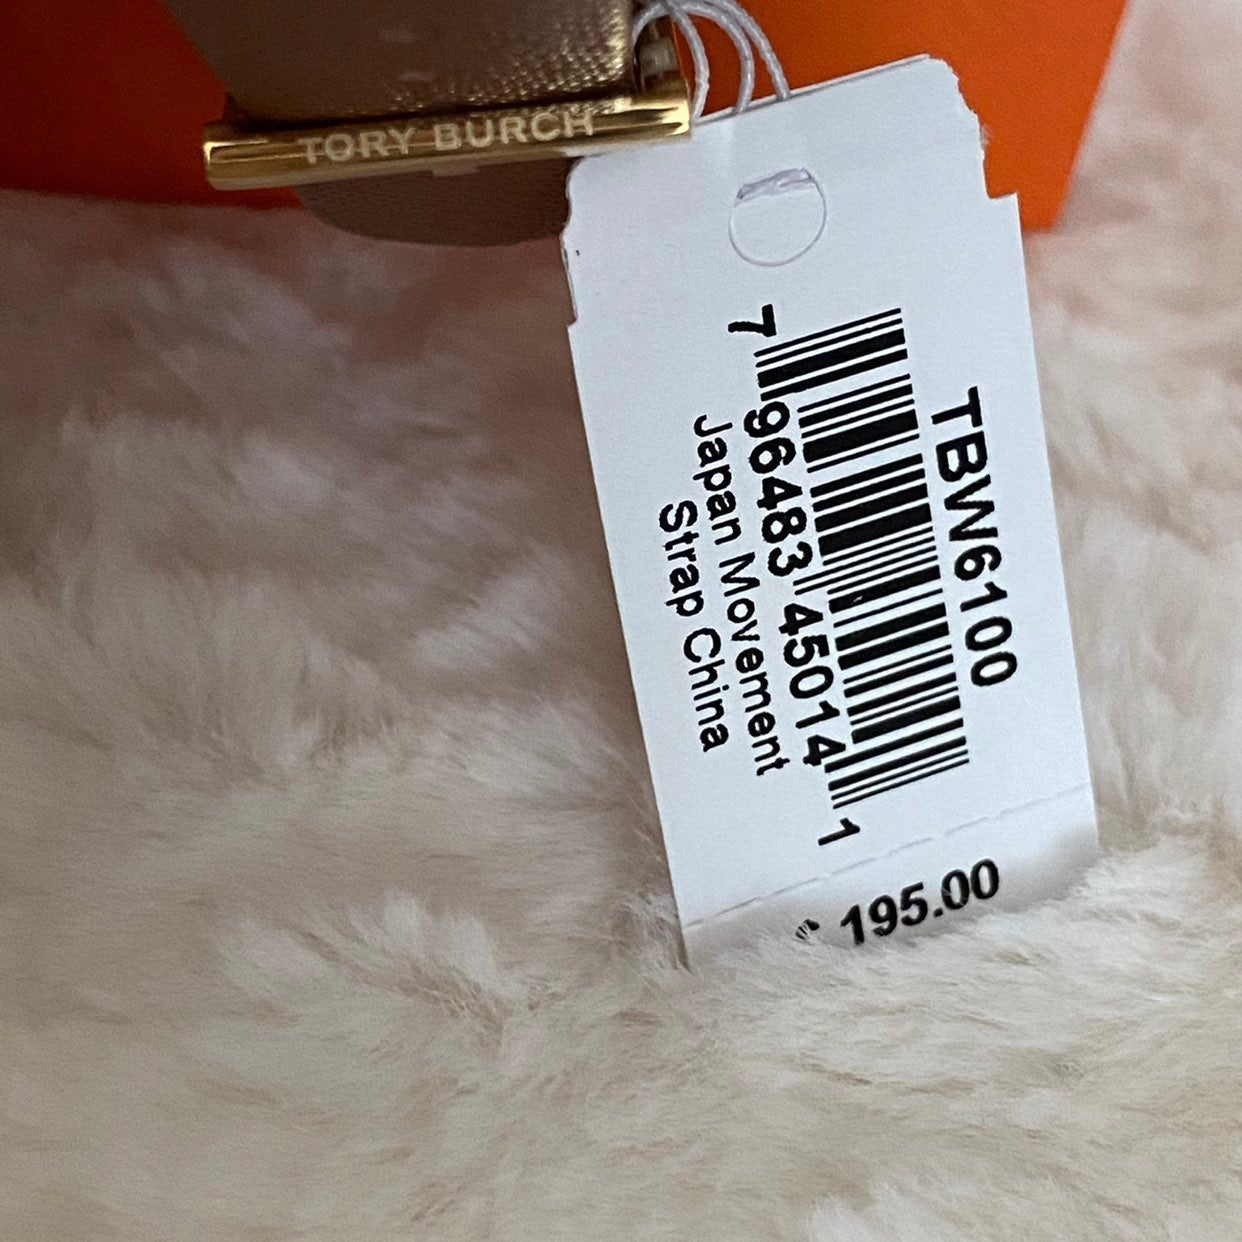 TORY BURCH
TBW6100
7 96483 45014 1
Japan Movement
Strap China
$ 195.00